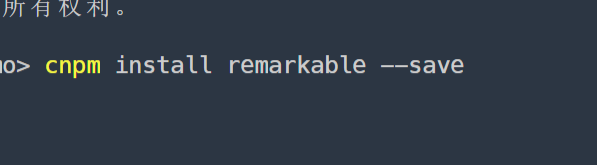 所有权利。
mo> cnpm install remarkable --save